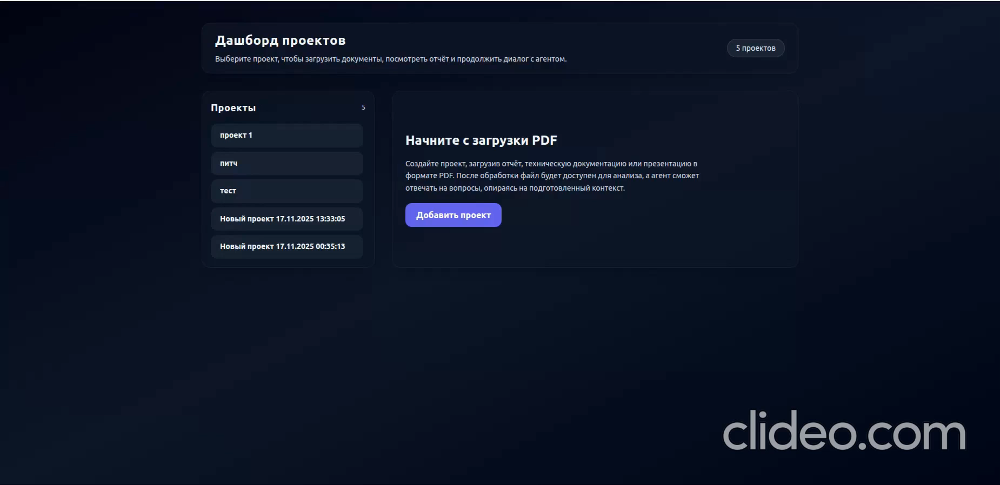 Дашборд проектов
Выберите проект, чтобы загрузить документы, посмотреть отчёт и продолжить диалог с агентом.
5 проектов
Проекты
5
проект 1
питч
тест
Новый проект 17.11.2025 13:33:05
Новый проект 17.11.2025 00:35:13
Начните с загрузки PDF
Создайте проект, загрузив отчёт, техническую документацию или презентацию в
формате PDF. После обработки файл будет доступен для анализа, а агент сможет
отвечать на вопросы, опираясь на подготовленный контекст.
Добавить проект
clideo.com